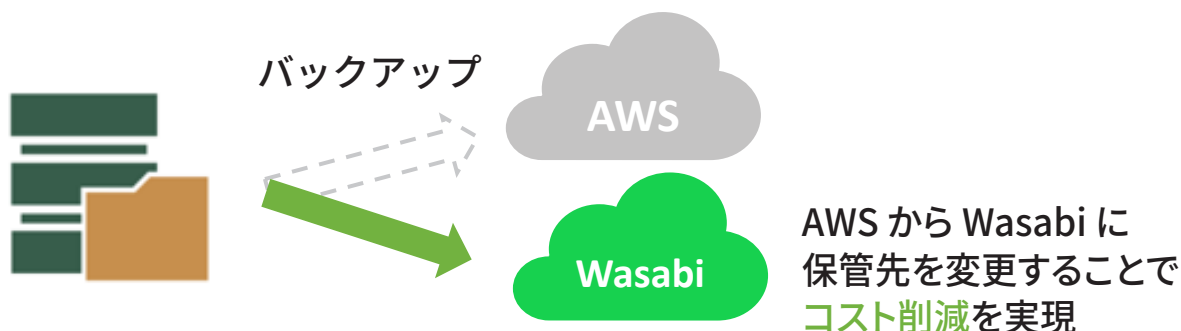 バックアップ
AWS
Wasabi
AWS から Wasabi に
保管先を変更することで
コスト削減を実現